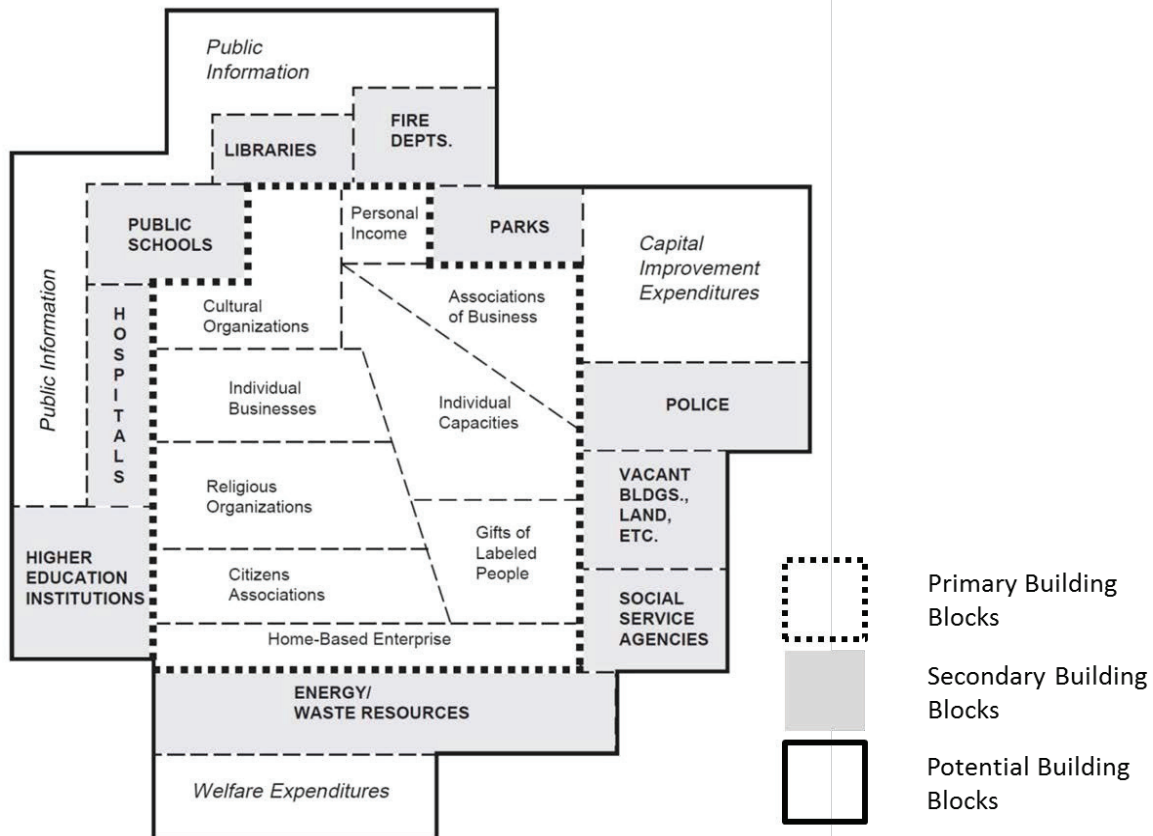 Public
Information
FIRE
DEPTS.
LIBRARIES
Personal
Income
PUBLIC
SCHOOLS
PARKS
Capital
Improvement
Expenditures
Public Information
HOSPITALS
Cultural
Organizations
Associations
of Business
Individual
Businesses
Individual
Capacities
POLICE
Religious
Organizations
VACANT
BLDGS.,
LAND,
ETC.
Gifts of
Labeled
People
HIGHER
EDUCATION
INSTITUTIONS
Citizens
Associations
SOCIAL
SERVICE
AGENCIES
Home-Based Enterprise
ENERGY/
WASTE RESOURCES
Welfare Expenditures
Primary Building
Blocks
Secondary Building
Blocks
Potential Building
Blocks